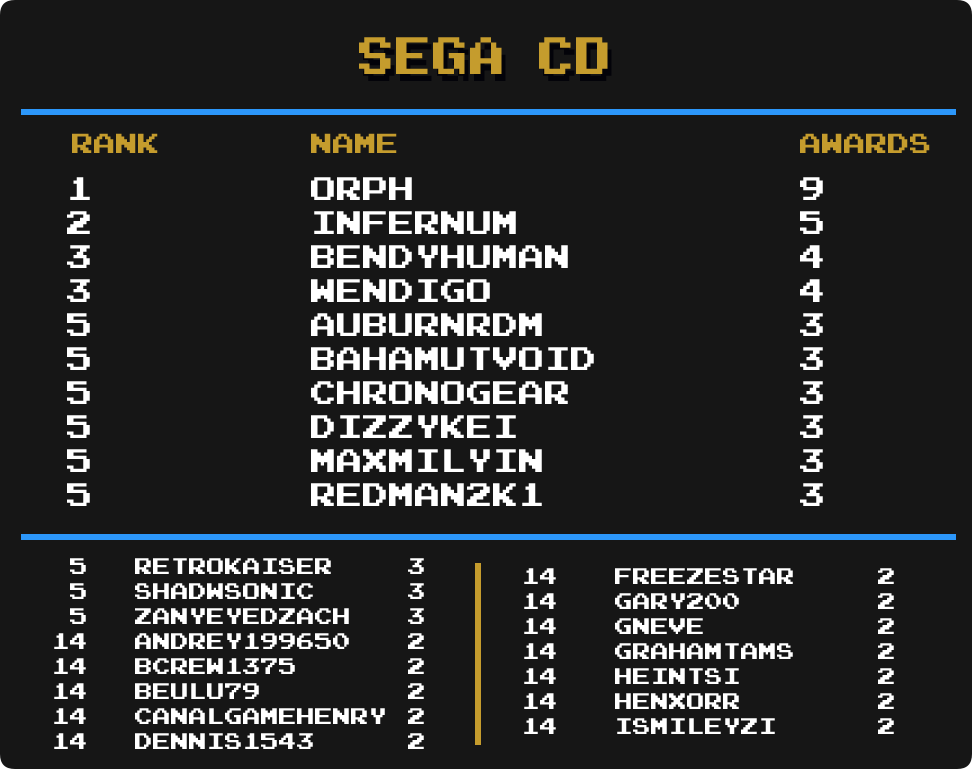 SEGA CD
RANK NAME AWARDS
1 ORPH 9
2 INFERNUM 5
3 BENDYHUMAN 4
3 WENDIGO 4
5 AUBURNRDM 3
5 BAHAMUTVOID 3
5 CHRONOGEAR 3
5 DIZZYKEI 3
5 MAXMILYIN 3
5 REDMAN2K1 3
5 RETROKAISER 3
5 SHADWSONIC 3
5 ZANYEYEDZACH 3
14 ANDREY199650 2
14 BCREW1375 2
14 BEULU79 2
14 CANALGAMEHENRY 2
14 DENNIS1543 2
14 FREEZESTAR 2
14 GARY200 2
14 GNEVE 2
14 GRAHAMTAMS 2
14 HEINTSI 2
14 HENXORR 2
14 ISMILEYZI 2